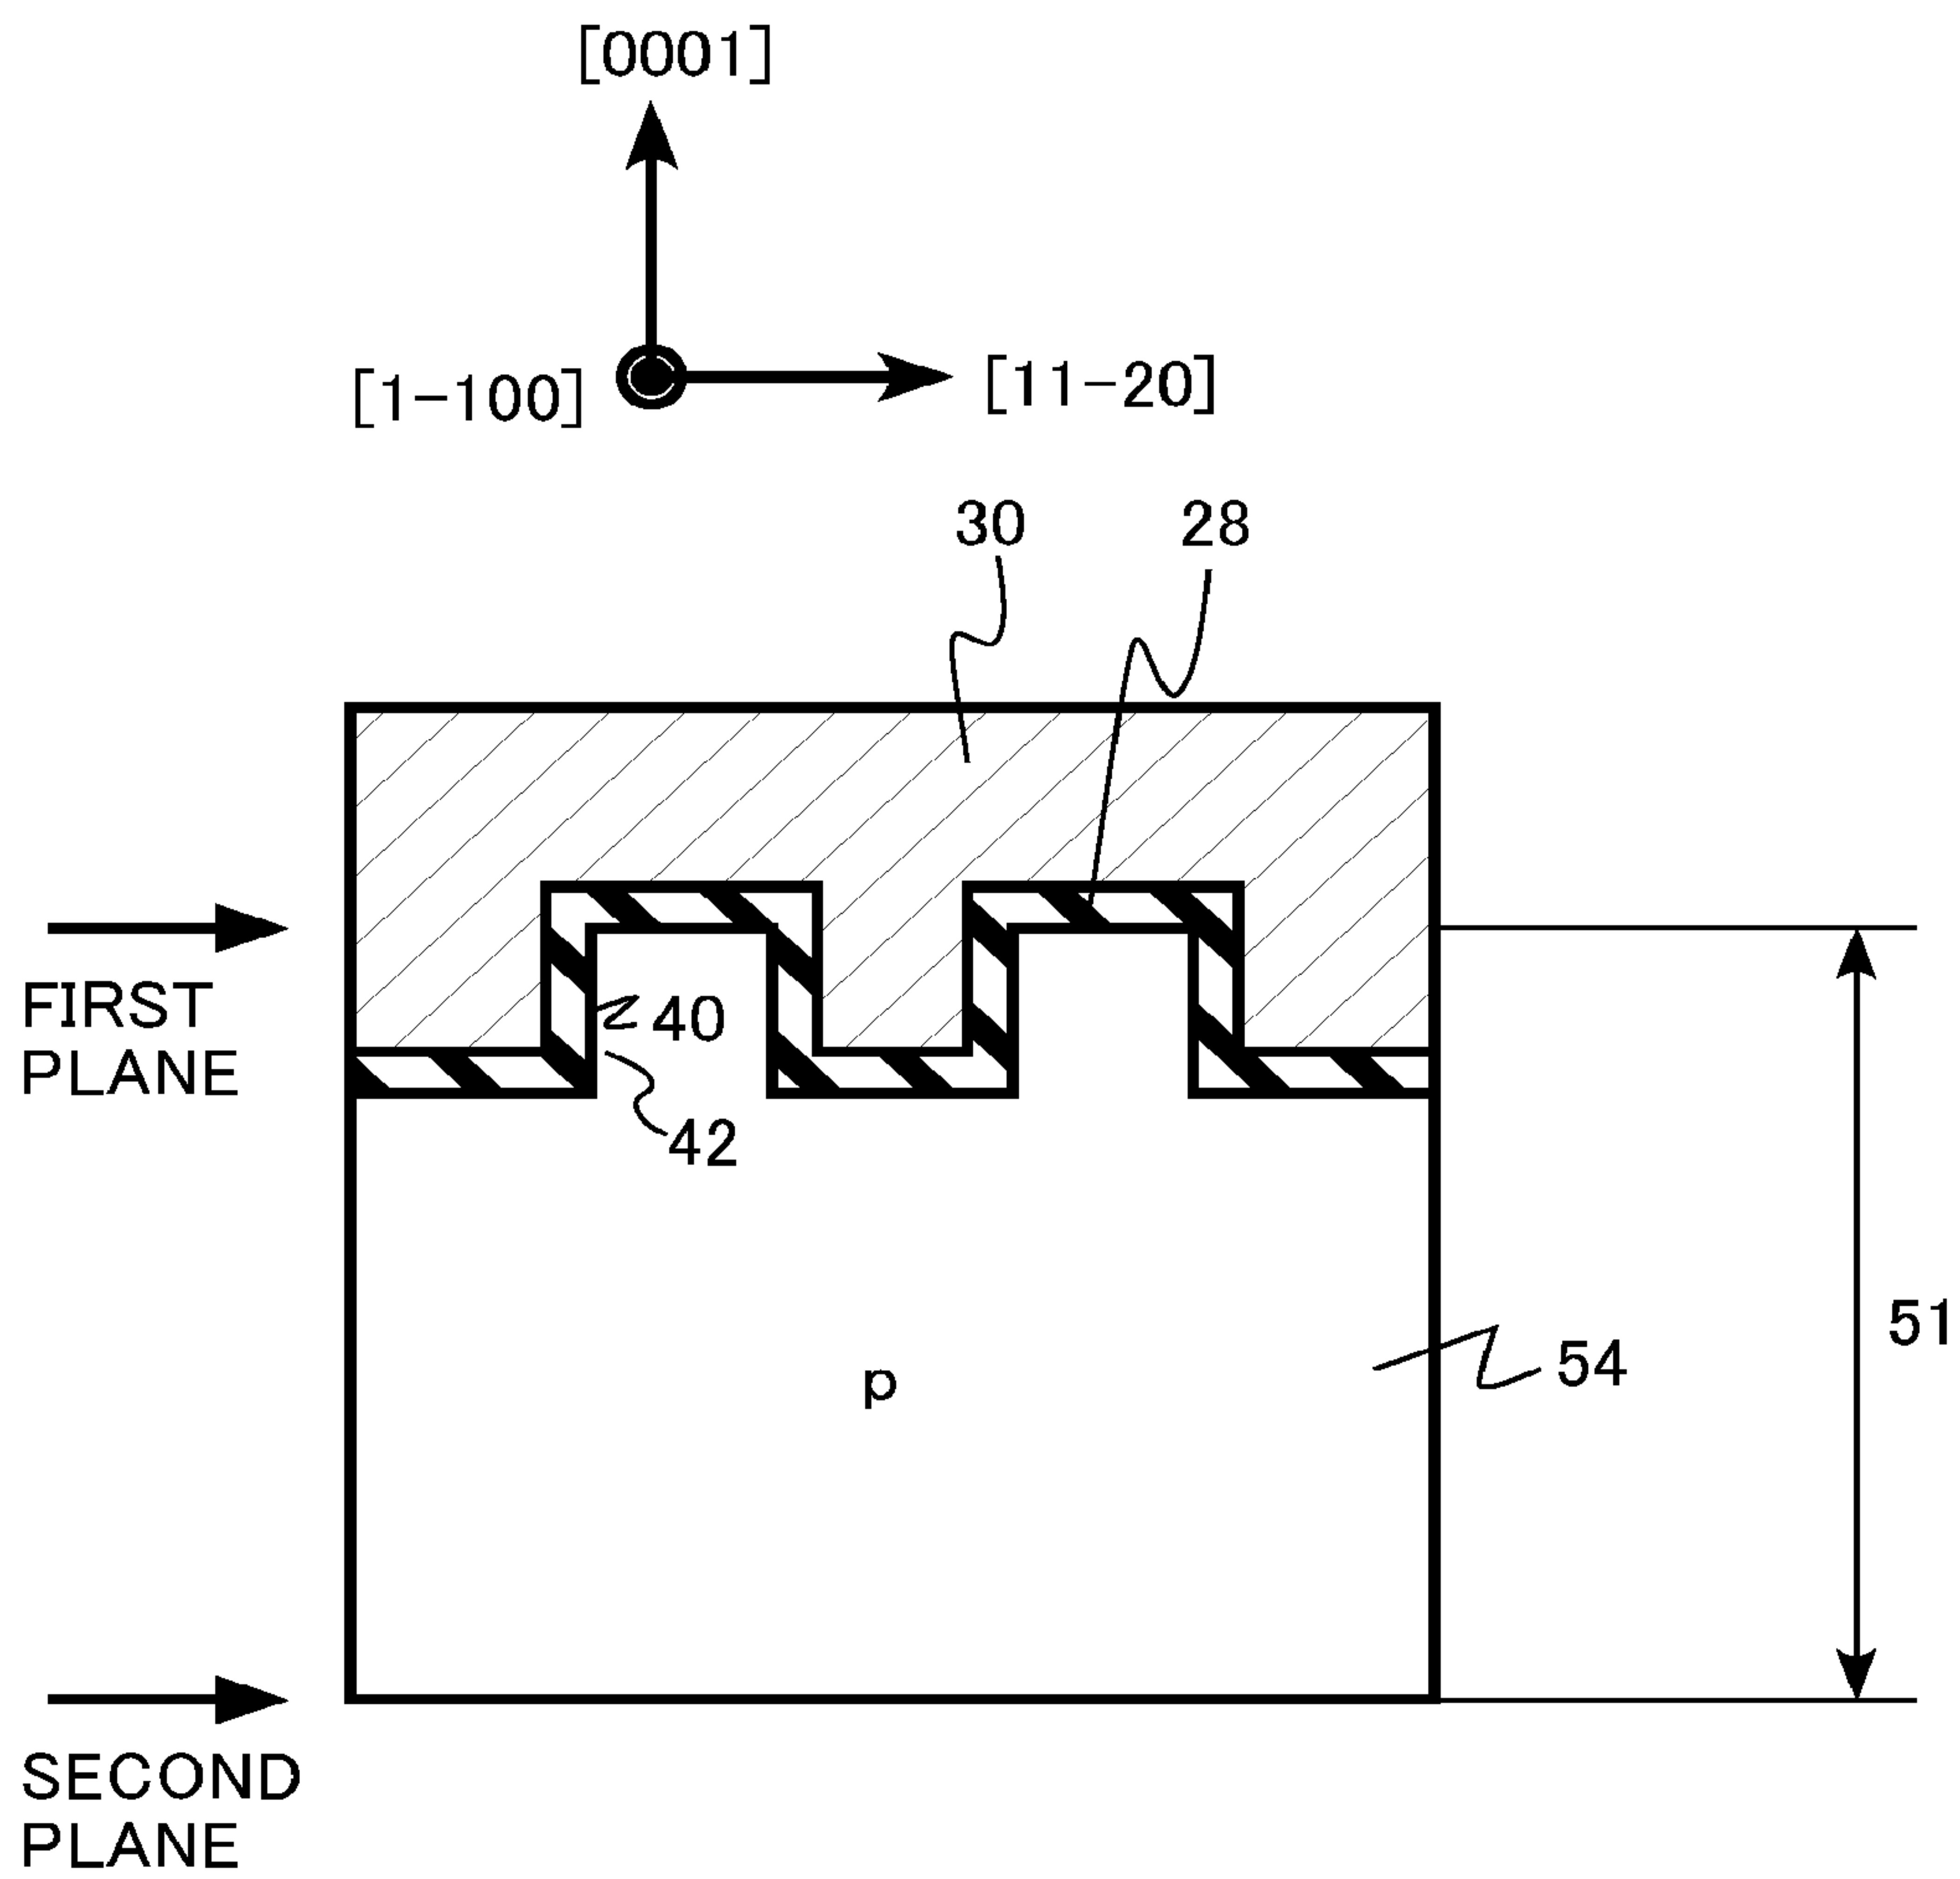 [0001]
[1-100]
[11-20]
30
28
FIRST
PLANE
40
42
51
54
p
SECOND
PLANE